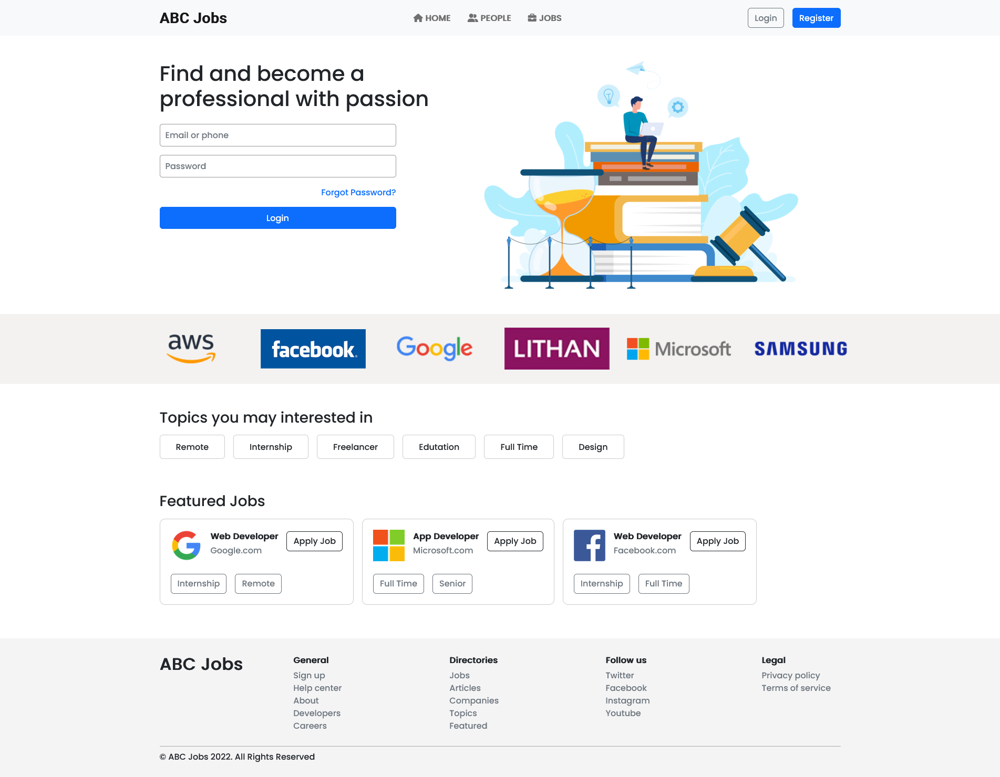 ABC Jobs
HOME
PEOPLE
JOBS
Login
Register
Find and become a
professional with passion
Email or phone
Password
Forgot Password?
Login
aws
facebook.
Google
LITHAN
Microsoft
SAMSUNG
Topics you may interested in
Remote
Internship
Freelancer
Edutation
Full Time
Design
Featured Jobs
Web Developer
Google.com
Apply Job
Internship
Remote
App Developer
Microsoft.com
Apply Job
Full Time
Senior
Web Developer
Facebook.com
Apply Job
Internship
Full Time
ABC Jobs
General
Sign up
Help center
About
Developers
Careers
Directories
Jobs
Articles
Companies
Topics
Featured
Follow us
Twitter
Facebook
Instagram
Youtube
Legal
Privacy policy
Terms of service
© ABC Jobs 2022. All Rights Reserved